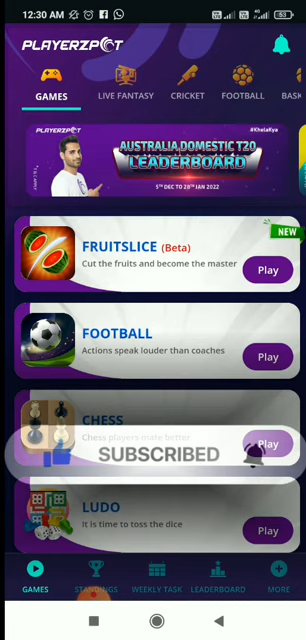 12:30 AM
53
PLAYERZPOT
GAMES
LIVE FANTASY
CRICKET
FOOTBALL
BASK
PLAYERZPOT
#KhelaKya
AUSTRALIA DOMESTIC T20
LEADERBOARD
5TH DEC TO 28TH JAN 2022
NEW
FRUITSLICE (Beta)
Cut the fruits and become the master
Play
FOOTBALL
Actions speak louder than coaches
Play
CHESS
Chess players mate better
Play
SUBSCRIBED
LUDO
It is time to toss the dice
Play
GAMES
STANDINGS
WEEKLY TASK
LEADERBOARD
MORE